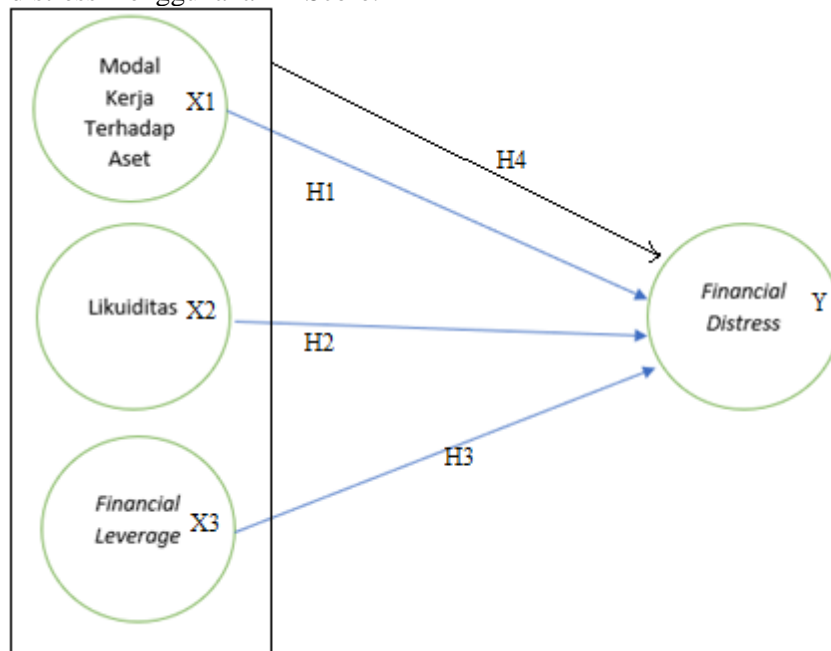 Modal
Kerja
Terhadap
Aset
X1
H4
H1
Likuiditas
X2
H2
Financial
Distress
Y
H3
Financial
Leverage
X3